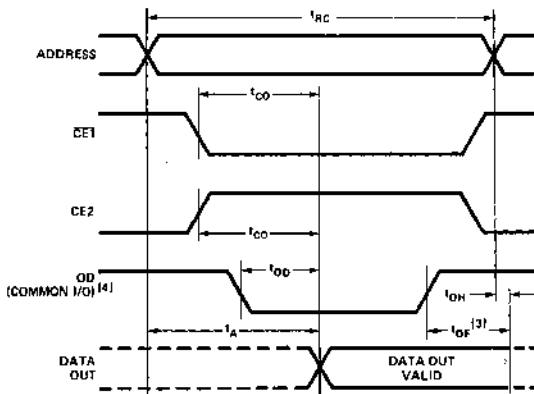 tRC
ADDRESS
tCO
CE1
CE2
tCO
OD
(COMMON I/O)[4]
tOD
tOH
tA
tOF[3]
DATA
OUT
DATA OUT
VALID